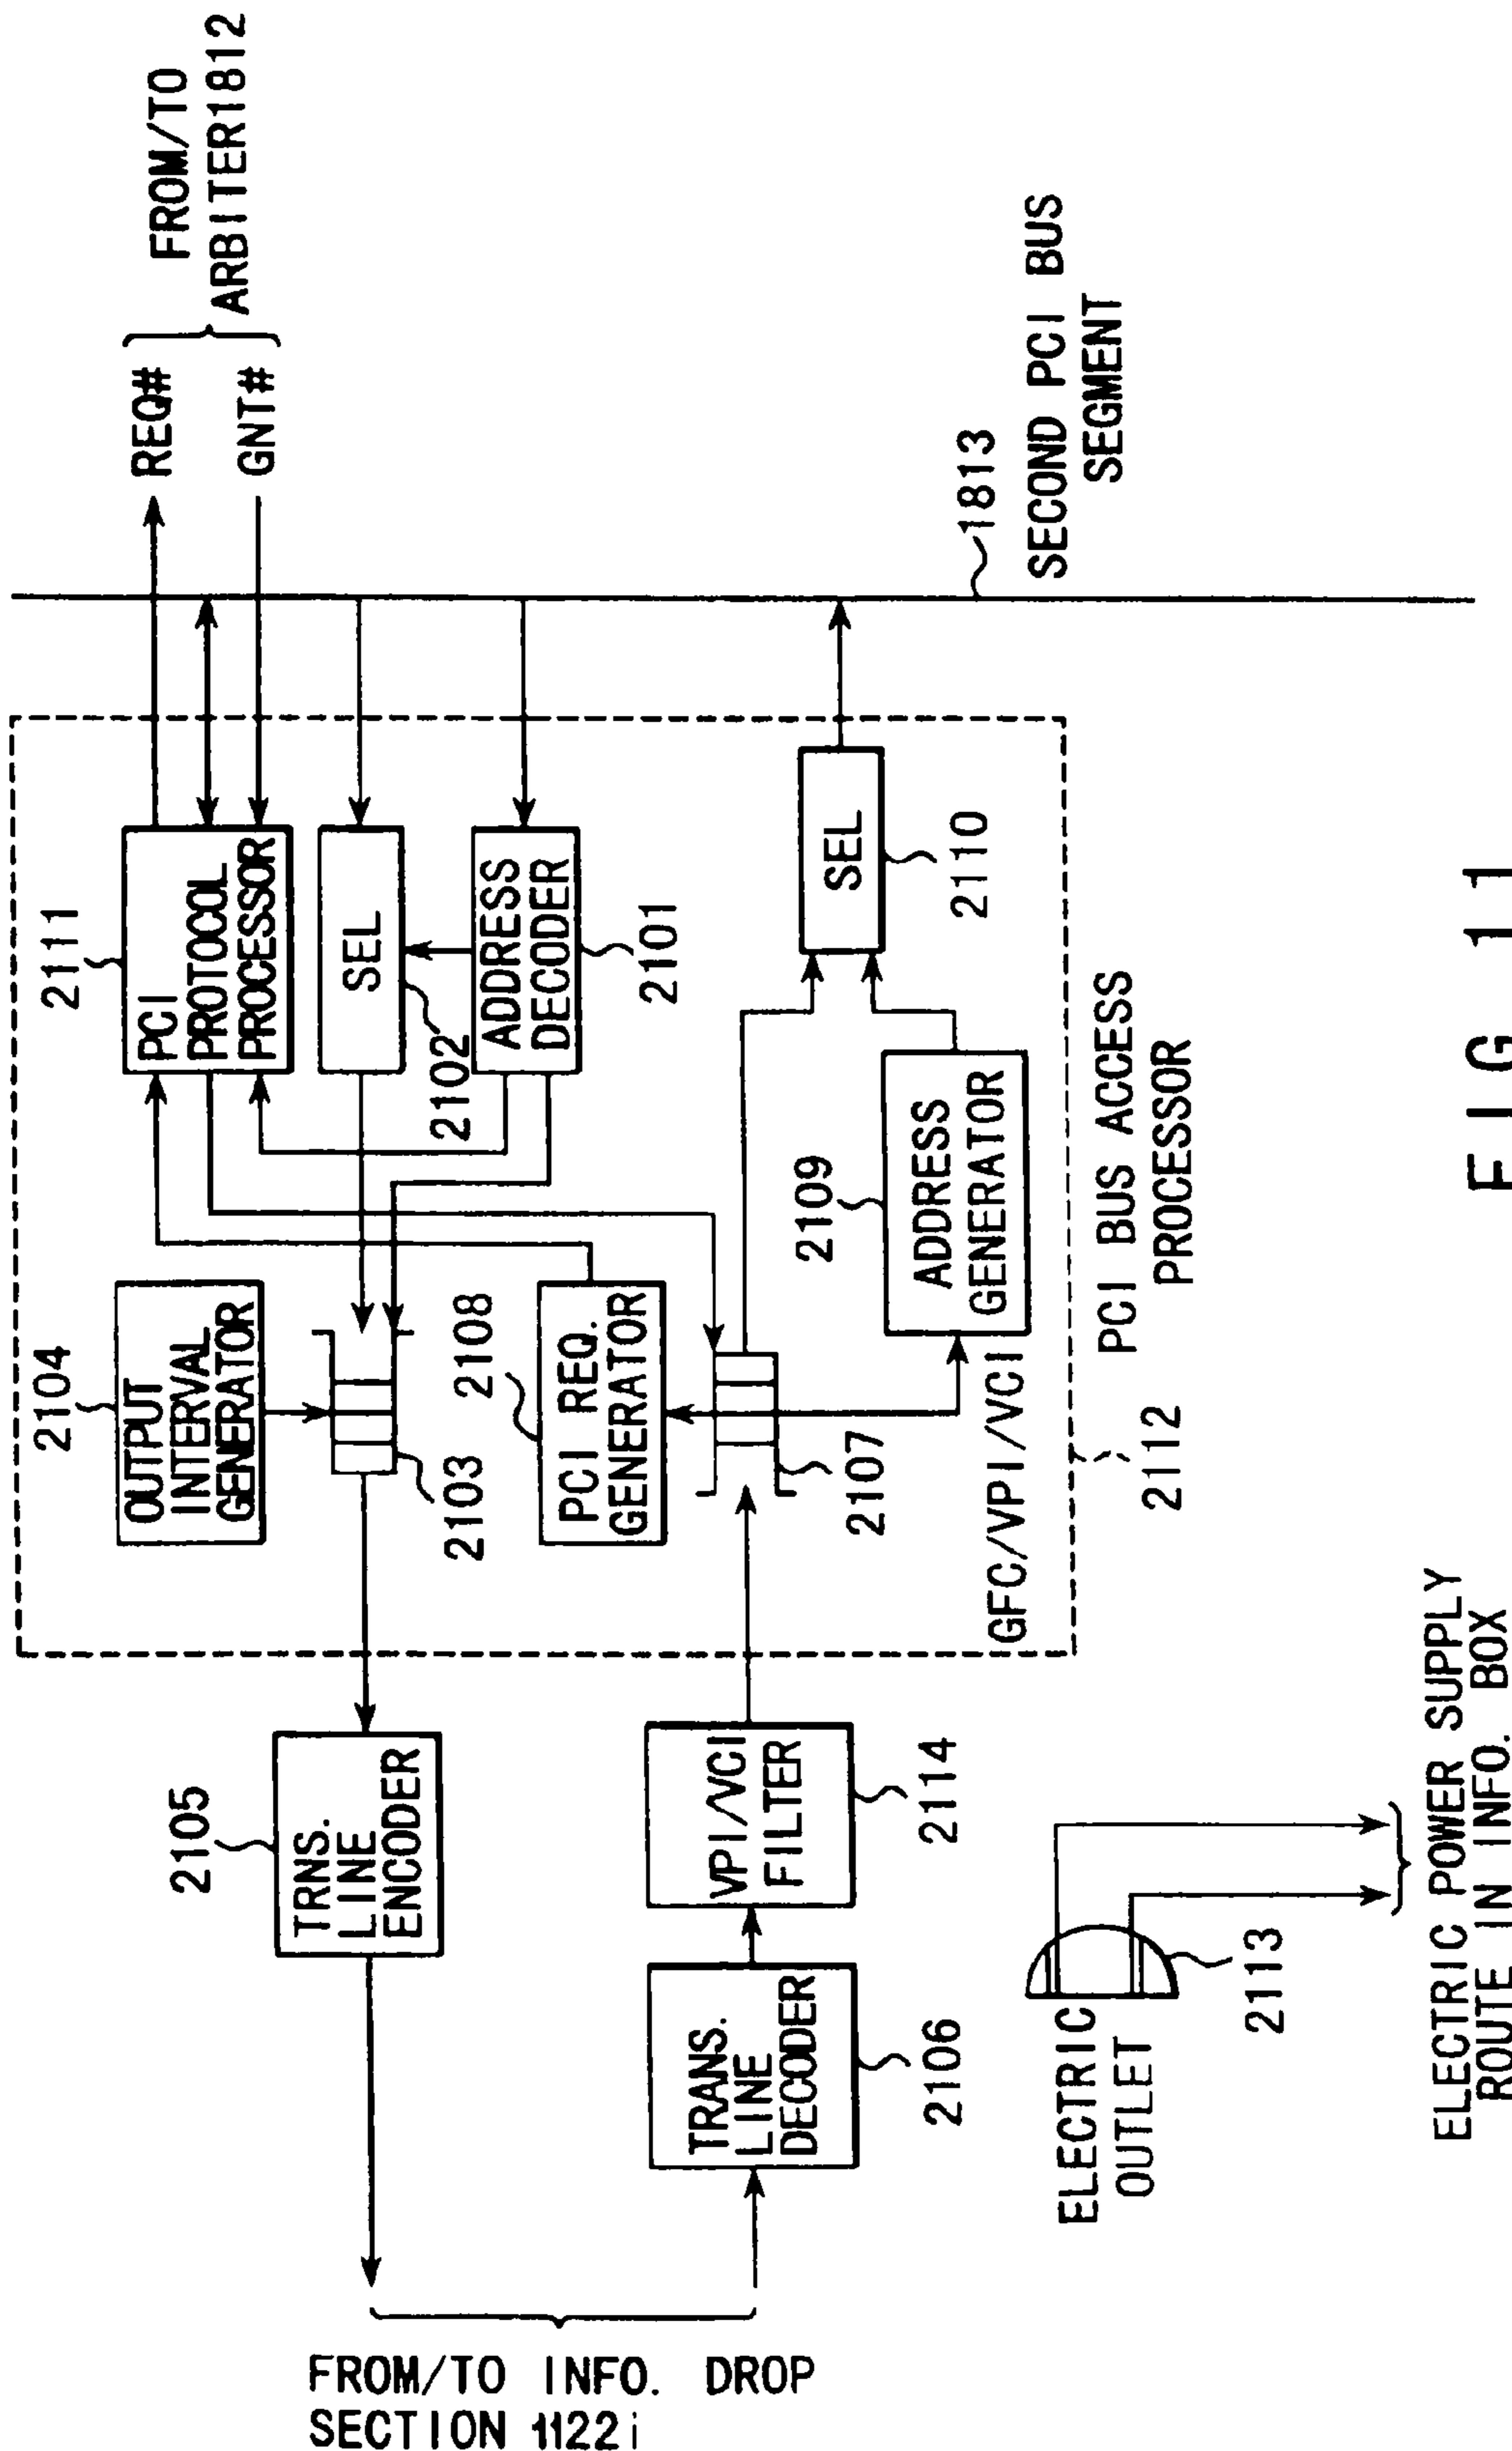 FROM/TO
ARBITER1812
REQ#
GNT#
2111
PCI
PROTOCOL
PROCESSOR
SEL
2102
ADDRESS
DECODER
2101
1813
SECOND PCI BUS
SEGMENT
SEL
2110
2104
OUTPUT
INTERVAL
GENERATOR
2103
2108
PCI REQ.
GENERATOR
2107
2109
ADDRESS
GENERATOR
GFC/VPI/VCI
PCI BUS ACCESS
PROCESSOR
2112
2105
TRNS.
LINE
ENCODER
VPI/VCI
FILTER
2114
TRANS.
LINE
DECODER
2106
FROM/TO INFO. DROP
SECTION 1122i
ELECTRIC
OUTLET
2113
ELECTRIC POWER SUPPLY
ROUTE IN INFO. BOX
FIG 11